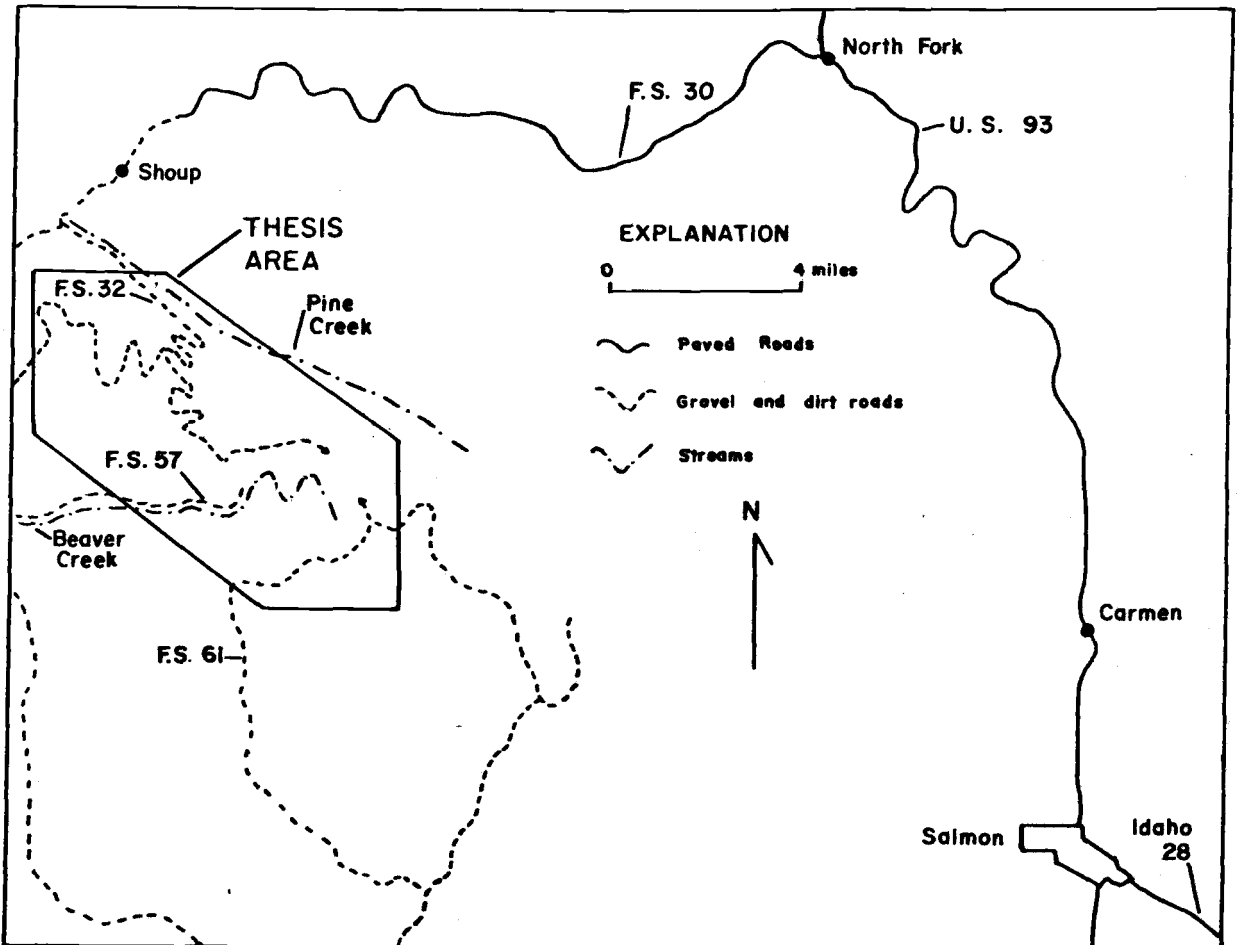 North Fork
F.S. 30
U.S. 93
Shoup
THESIS
AREA
EXPLANATION
0 4 miles
F.S. 32
Pine
Creek
Paved Roads
Gravel and dirt roads
Streams
F.S. 57
N
Beaver
Creek
Carmen
F.S. 61
Salmon
Idaho
28